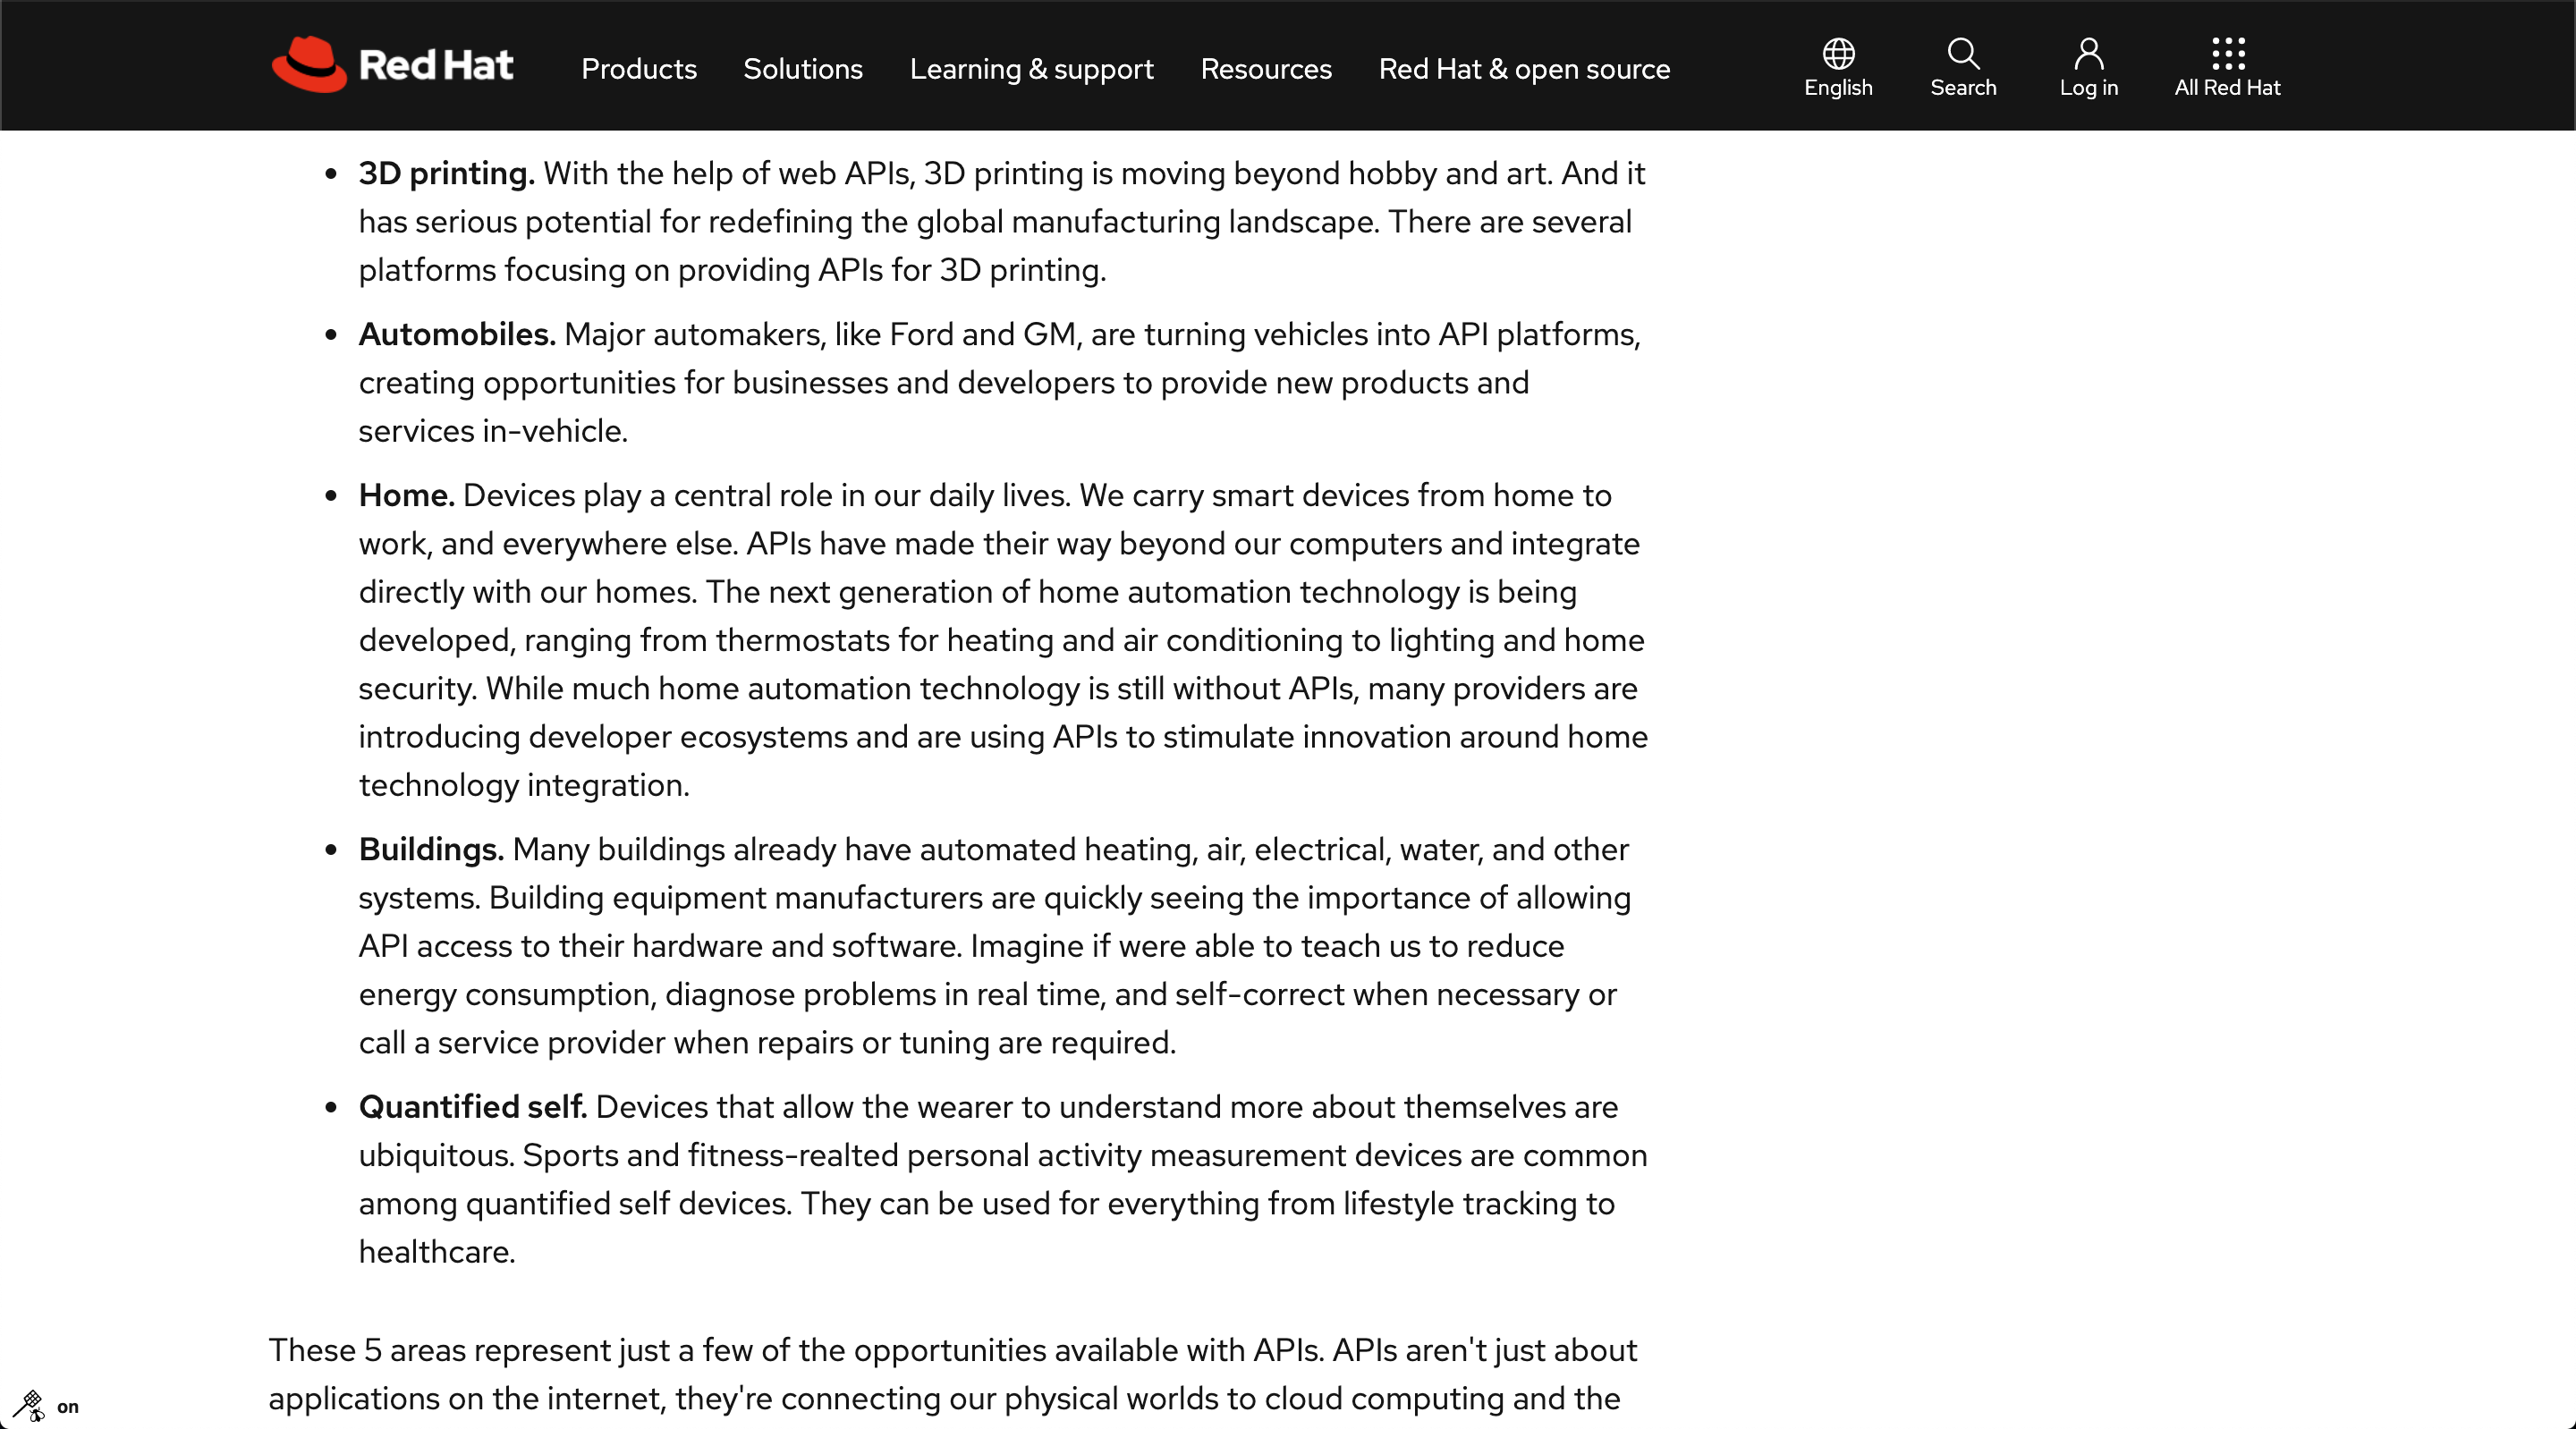 Red Hat
Products
Solutions
Learning & support
Resources
Red Hat & open source
English
Search
Log in
All Red Hat
• 3D printing. With the help of web APIs, 3D printing is moving beyond hobby and art. And it
has serious potential for redefining the global manufacturing landscape. There are several
platforms focusing on providing APIs for 3D printing.
• Automobiles. Major automakers, like Ford and GM, are turning vehicles into API platforms,
creating opportunities for businesses and developers to provide new products and
services in-vehicle.
• Home. Devices play a central role in our daily lives. We carry smart devices from home to
work, and everywhere else. APIs have made their way beyond our computers and integrate
directly with our homes. The next generation of home automation technology is being
developed, ranging from thermostats for heating and air conditioning to lighting and home
security. While much home automation technology is still without APIs, many providers are
introducing developer ecosystems and are using APIs to stimulate innovation around home
technology integration.
• Buildings. Many buildings already have automated heating, air, electrical, water, and other
systems. Building equipment manufacturers are quickly seeing the importance of allowing
API access to their hardware and software. Imagine if were able to teach us to reduce
energy consumption, diagnose problems in real time, and self-correct when necessary or
call a service provider when repairs or tuning are required.
• Quantified self. Devices that allow the wearer to understand more about themselves are
ubiquitous. Sports and fitness-realted personal activity measurement devices are common
among quantified self devices. They can be used for everything from lifestyle tracking to
healthcare.
These 5 areas represent just a few of the opportunities available with APIs. APIs aren't just about
applications on the internet, they're connecting our physical worlds to cloud computing and the
on